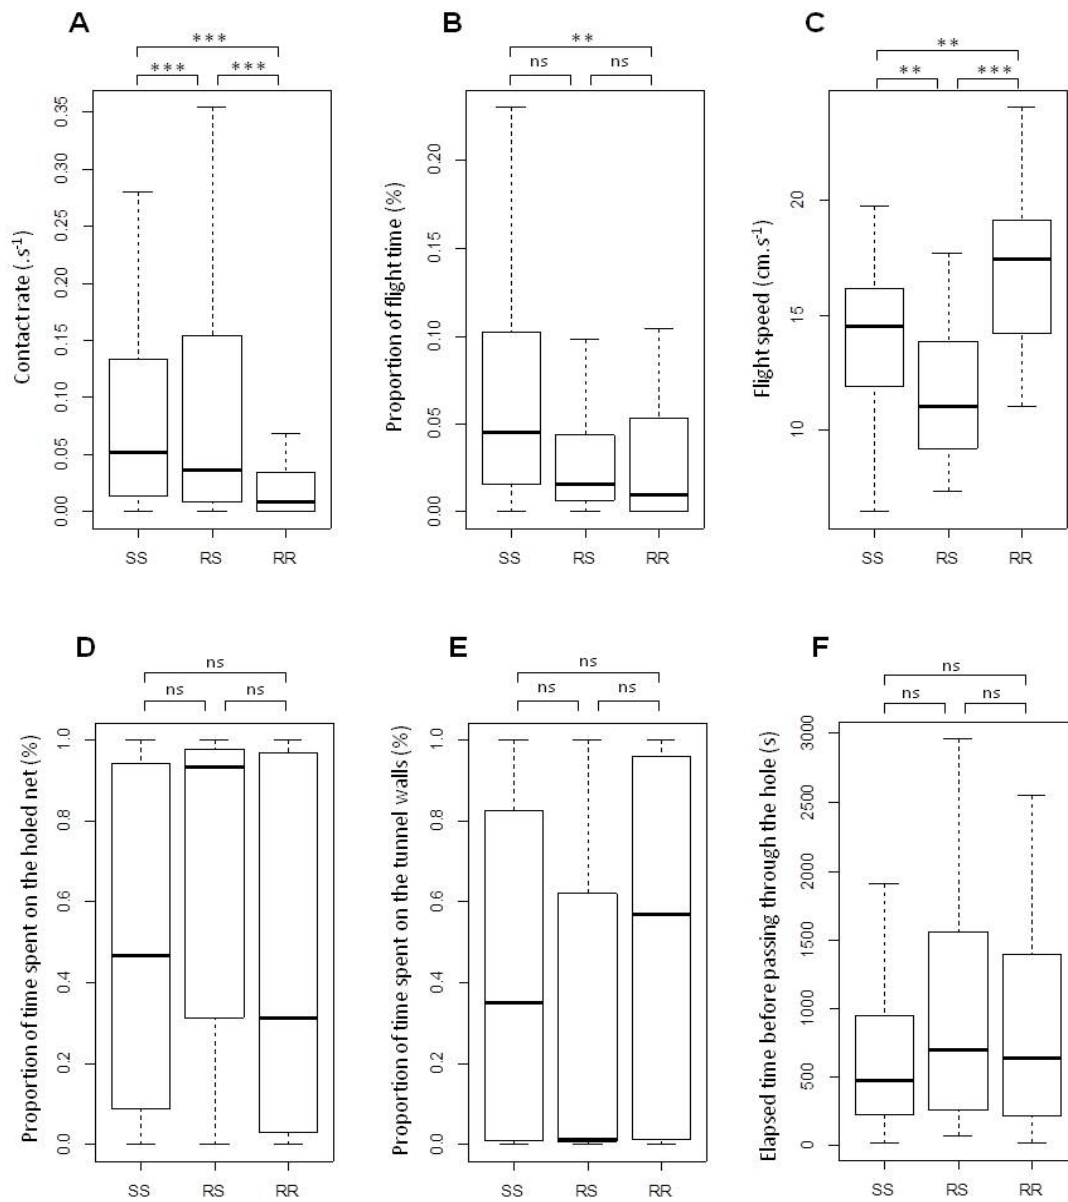 A
***
*** ***
Contact rate (.s-1)
0.00 0.05 0.10 0.15 0.20 0.25 0.30 0.35
SS RS RR
B
**
ns ns
Proportion of flight time (%)
0.00 0.05 0.10 0.15 0.20
SS RS RR
C
**
** ***
Flight speed (cm.s-1)
10 15 20
SS RS RR
D
ns
ns ns
Proportion of time spent on the holed net (%)
0.0 0.2 0.4 0.6 0.8 1.0
SS RS RR
E
ns
ns ns
Proportion of time spent on the tunnel walls (%)
0.0 0.2 0.4 0.6 0.8 1.0
SS RS RR
F
ns
ns ns
Elapsed time before passing through the hole (s)
0 500 1000 1500 2000 2500 3000
SS RS RR